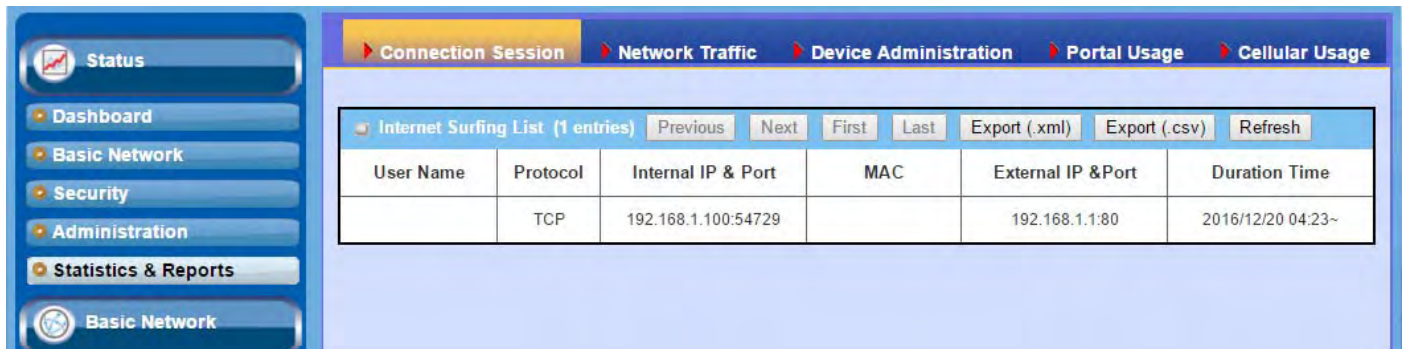 Status
Dashboard
Basic Network
Security
Administration
Statistics & Reports
Basic Network
Connection Session Network Traffic Device Administration Portal Usage Cellular Usage
Internet Surfing List (1 entries) Previous Next First Last Export (.xml) Export (.csv) Refresh
User Name Protocol Internal IP & Port MAC External IP &Port Duration Time
TCP 192.168.1.100:54729 192.168.1.1:80 2016/12/20 04:23~